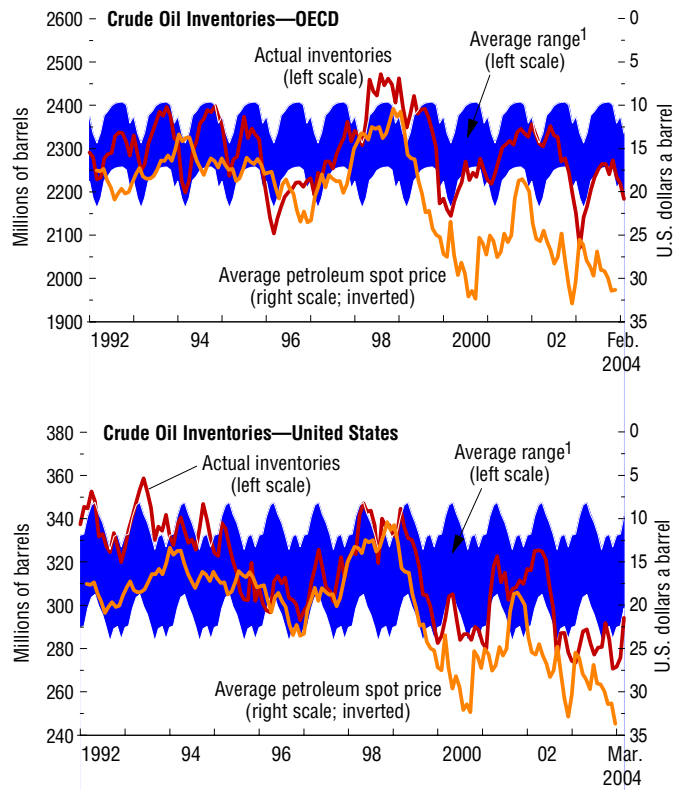 Crude Oil Inventories—OECD
Millions of barrels
2600
2500
2400
2300
2200
2100
2000
1900
Actual inventories
(left scale)
Average range1
(left scale)
Average petroleum spot price
(right scale; inverted)
0
5
10
15
20
25
30
35
U.S. dollars a barrel
1992 94 96 98 2000 02 Feb.
2004
Crude Oil Inventories—United States
Millions of barrels
380
360
340
320
300
280
260
240
Actual inventories
(left scale)
Average range1
(left scale)
Average petroleum spot price
(right scale; inverted)
0
5
10
15
20
25
30
35
U.S. dollars a barrel
1992 94 96 98 2000 02 Mar.
2004